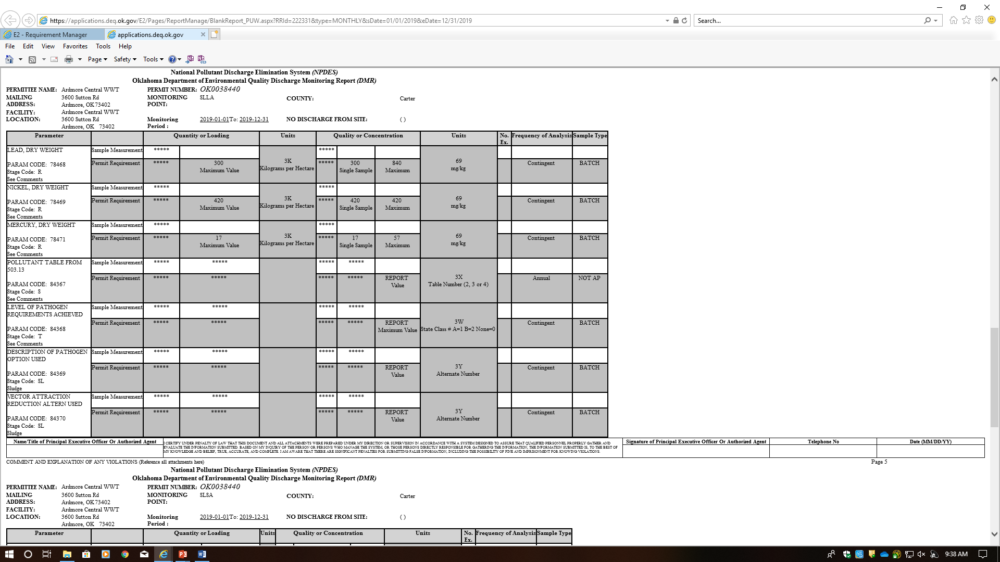 https://applications.deq.ok.gov/E2/Pages/ReportManage/BlankReport_PUW.aspx?RRId=222331&type=MONTHLY&sDate=01/01/2019&eDate=12/31/2019
Search...
E2 - Requirement Manager
applications.deq.ok.gov
File Edit View Favorites Tools Help
Page Safety Tools
National Pollutant Discharge Elimination System (NPDES)
Oklahoma Department of Environmental Quality Discharge Monitoring Report (DMR)
PERMITTEE NAME: Ardmore Central WWT PERMIT NUMBER: OK0038440
MAILING 3600 Sutton Rd MONITORING SLLA COUNTY: Carter
ADDRESS: Ardmore, OK 73402 POINT:
FACILITY: Ardmore Central WWT
LOCATION: 3600 Sutton Rd Monitoring 2019-01-01To: 2019-12-31 NO DISCHARGE FROM SITE: ( )
Ardmore, OK 73402 Period :
Parameter Quantity or Loading Units Quality or Concentration Units No. Frequency of Analysis Sample Type
Ex.
LEAD, DRY WEIGHT Sample Measurement ***** *****
PARAM CODE: 78468 Permit Requirement ***** 300 3K ***** 300 840 69 Contingent BATCH
Stage Code: R Maximum Value Kilograms per Hectare Single Sample Maximum mg/kg
See Comments
NICKEL, DRY WEIGHT Sample Measurement ***** *****
PARAM CODE: 78469 Permit Requirement ***** 420 3K ***** 420 420 69 Contingent BATCH
Stage Code: R Maximum Value Kilograms per Hectare Single Sample Maximum mg/kg
See Comments
MERCURY, DRY WEIGHT Sample Measurement ***** *****
PARAM CODE: 78471 Permit Requirement ***** 17 3K ***** 17 57 69 Contingent BATCH
Stage Code: R Maximum Value Kilograms per Hectare Single Sample Maximum mg/kg
See Comments
POLLUTANT TABLE FROM Sample Measurement ***** ***** ***** *****
503.13
PARAM CODE: 84367 Permit Requirement ***** ***** ***** ***** REPORT 3X Annual NOT AP
Stage Code: S Value Table Number (2, 3 or 4)
See Comments
LEVEL OF PATHOGEN Sample Measurement ***** ***** ***** *****
REQUIREMENTS ACHIEVED
PARAM CODE: 84368 Permit Requirement ***** ***** ***** ***** REPORT 3W Contingent BATCH
Stage Code: T Maximum Value State Class # A=1 B=2 None=0
See Comments
DESCRIPTION OF PATHOGEN Sample Measurement ***** ***** ***** *****
OPTION USED
PARAM CODE: 84369 Permit Requirement ***** ***** ***** ***** REPORT 3Y Contingent BATCH
Stage Code: SL Value Alternate Number
Sludge
VECTOR ATTRACTION Sample Measurement ***** ***** ***** *****
REDUCTION ALTERN USED
PARAM CODE: 84370 Permit Requirement ***** ***** ***** ***** REPORT 3Y Contingent BATCH
Stage Code: SL Value Alternate Number
Sludge
Name/Title of Principal Executive Officer Or Authorized Agent
I CERTIFY UNDER PENALTY OF LAW THAT THIS DOCUMENT AND ALL ATTACHMENTS WERE PREPARED UNDER MY DIRECTION OR SUPERVISION IN ACCORDANCE WITH A SYSTEM DESIGNED TO ASSURE THAT QUALIFIED PERSONNEL PROPERLY GATHER AND
EVALUATE THE INFORMATION SUBMITTED. BASED ON MY INQUIRY OF THE PERSON OR PERSONS WHO MANAGE THE SYSTEM, OR THOSE PERSONS DIRECTLY RESPONSIBLE FOR GATHERING THE INFORMATION, THE INFORMATION SUBMITTED IS, TO THE BEST OF
MY KNOWLEDGE AND BELIEF, TRUE, ACCURATE, AND COMPLETE. I AM AWARE THAT THERE ARE SIGNIFICANT PENALTIES FOR SUBMITTING FALSE INFORMATION, INCLUDING THE POSSIBILITY OF FINE AND IMPRISONMENT FOR KNOWING VIOLATIONS.
Signature of Principal Executive Officer Or Authorized Agent Telephone No Date (MM/DD/YY)
COMMENT AND EXPLANATION OF ANY VIOLATIONS (Reference all attachments here) Page 5
National Pollutant Discharge Elimination System (NPDES)
Oklahoma Department of Environmental Quality Discharge Monitoring Report (DMR)
PERMITTEE NAME: Ardmore Central WWT PERMIT NUMBER: OK0038440
MAILING 3600 Sutton Rd MONITORING SLSA COUNTY: Carter
ADDRESS: Ardmore, OK 73402 POINT:
FACILITY: Ardmore Central WWT
LOCATION: 3600 Sutton Rd Monitoring 2019-01-01To: 2019-12-31 NO DISCHARGE FROM SITE: ( )
Ardmore, OK 73402 Period :
Parameter Quantity or Loading Units Quality or Concentration Units No. Frequency of Analysis Sample Type
Ex.
9:38 AM